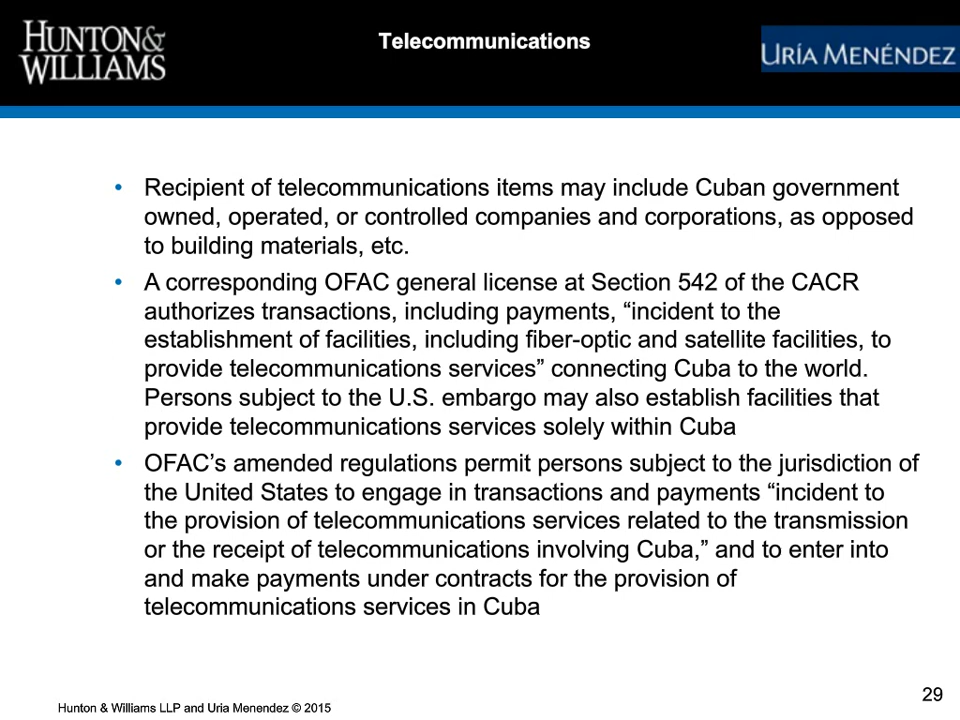 HUNTON&
WILLIAMS
Telecommunications
URÍA MENÉNDEZ
• Recipient of telecommunications items may include Cuban government
owned, operated, or controlled companies and corporations, as opposed
to building materials, etc.
• A corresponding OFAC general license at Section 542 of the CACR
authorizes transactions, including payments, “incident to the
establishment of facilities, including fiber-optic and satellite facilities, to
provide telecommunications services” connecting Cuba to the world.
Persons subject to the U.S. embargo may also establish facilities that
provide telecommunications services solely within Cuba
• OFAC’s amended regulations permit persons subject to the jurisdiction of
the United States to engage in transactions and payments “incident to
the provision of telecommunications services related to the transmission
or the receipt of telecommunications involving Cuba,” and to enter into
and make payments under contracts for the provision of
telecommunications services in Cuba
29
Hunton & Williams LLP and Uria Menendez © 2015